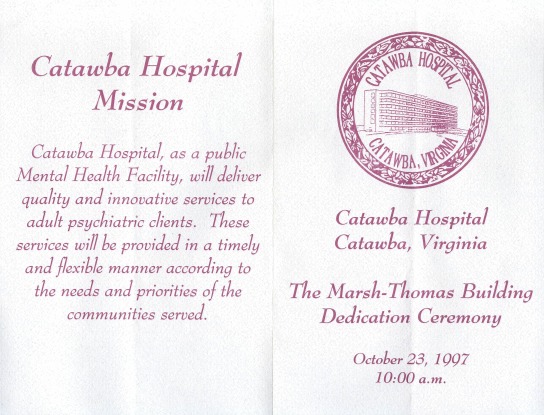 Catawba Hospital
Mission
Catawba Hospital, as a public
Mental Health Facility, will deliver
quality and innovative services to
adult psychiatric clients. These
services will be provided in a timely
and flexible manner according to
the needs and priorities of the
communities served.
CATAWBA HOSPITAL
CATAWBA, VIRGINIA
Catawba Hospital
Catawba, Virginia
The Marsh-Thomas Building
Dedication Ceremony
October 23, 1997
10:00 a.m.